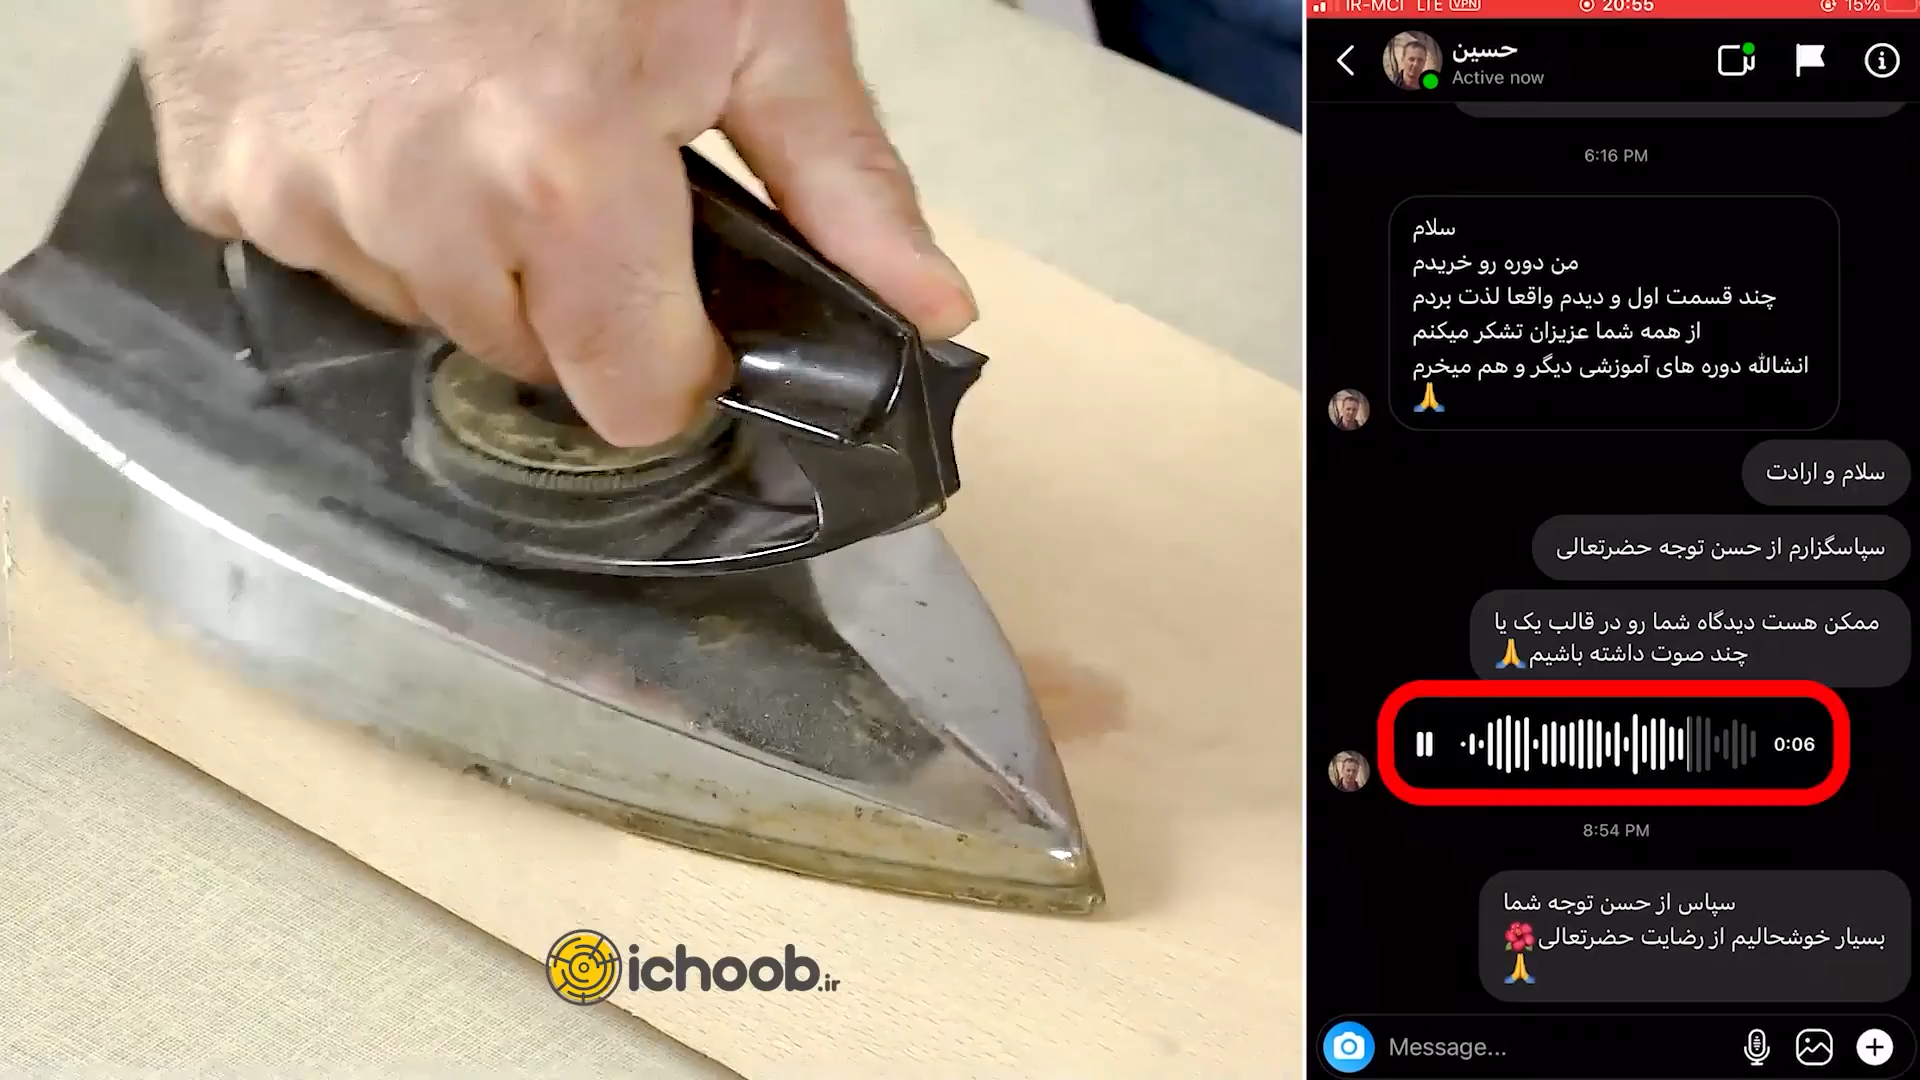 ichoob.ir
IR-MCI LTE VPN
20:55
15%
حسین
Active now
6:16 PM
سلام
من دوره رو خریدم
چند قسمت اول و دیدم واقعا لذت بردم
از همه شما عزیزان تشکر میکنم
انشالله دوره های آموزشی دیگر و هم میخرم
🙏
سلام و ارادت
سپاسگزارم از حسن توجه حضرتعالی
ممکن هست دیدگاه شما رو در قالب یک یا
چند صوت داشته باشیم🙏
0:06
8:54 PM
سپاس از حسن توجه شما
بسیار خوشحالیم از رضایت حضرتعالی🌺
🙏
Message...